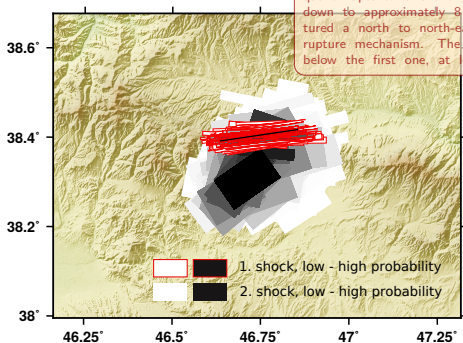 down to approximately 8
tured a north to north-ea
rupture mechanism. The
below the first one, at
38.6°
38.4°
38.2°
38°
1. shock, low - high probability
2. shock, low - high probability
46.25° 46.5° 46.75° 47° 47.25°